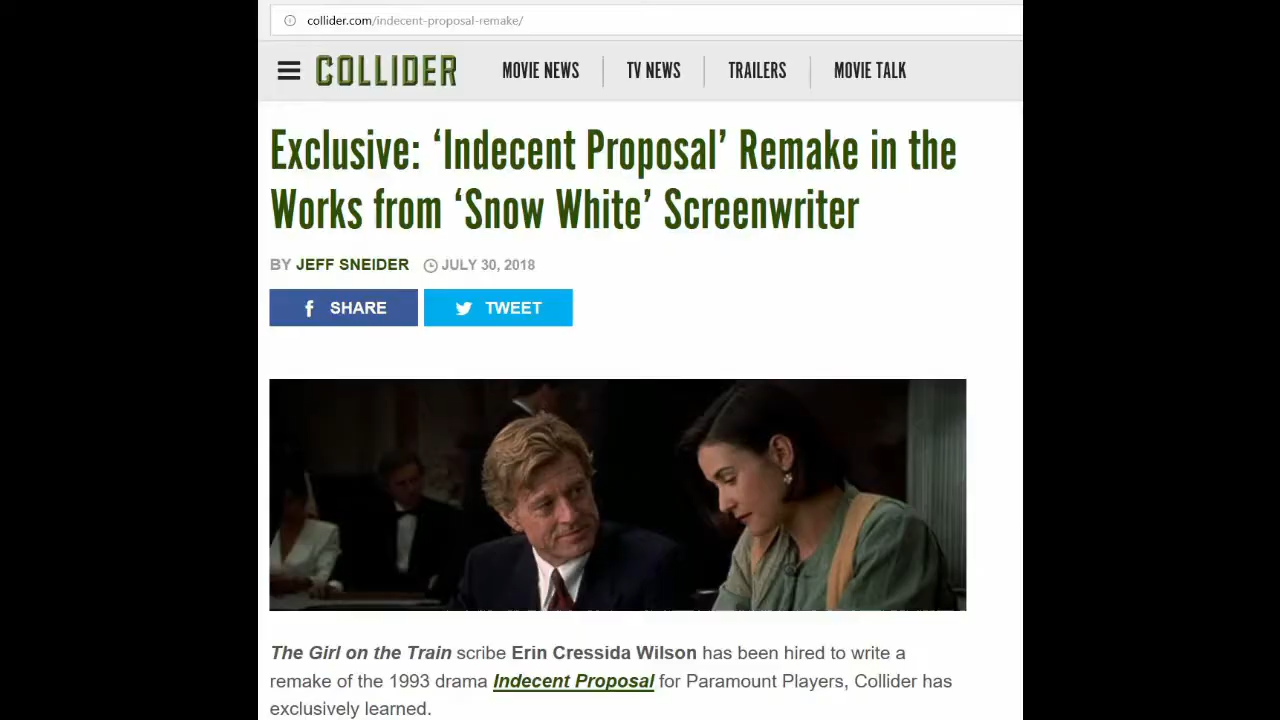 collider.com/indecent-proposal-remake/
COLLIDER MOVIE NEWS TV NEWS TRAILERS MOVIE TALK
Exclusive: ‘Indecent Proposal’ Remake in the
Works from ‘Snow White’ Screenwriter
BY JEFF SNEIDER JULY 30, 2018
SHARE TWEET
The Girl on the Train scribe Erin Cressida Wilson has been hired to write a
remake of the 1993 drama Indecent Proposal for Paramount Players, Collider has
exclusively learned.